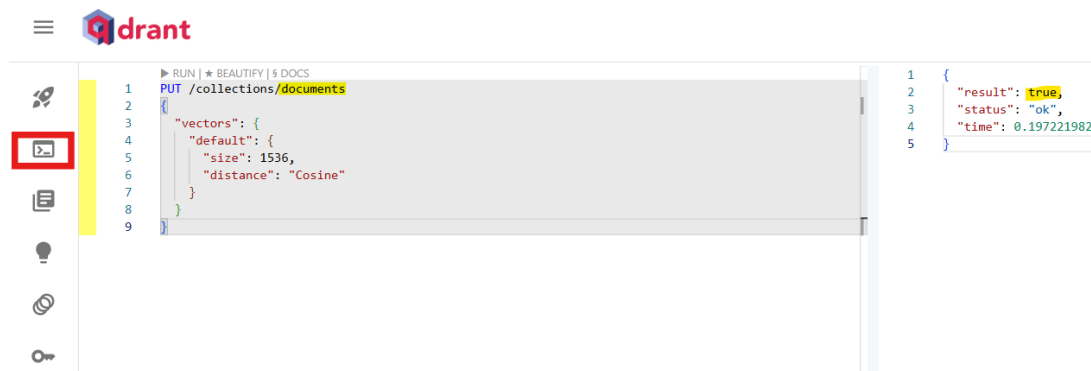 qdrant
RUN | ★ BEAUTIFY | § DOCS
1 PUT /collections/documents
2 {
3 "vectors": {
4 "default": {
5 "size": 1536,
6 "distance": "Cosine"
7 }
8 }
9 }
1 {
2 "result": true,
3 "status": "ok",
4 "time": 0.197221982
5 }